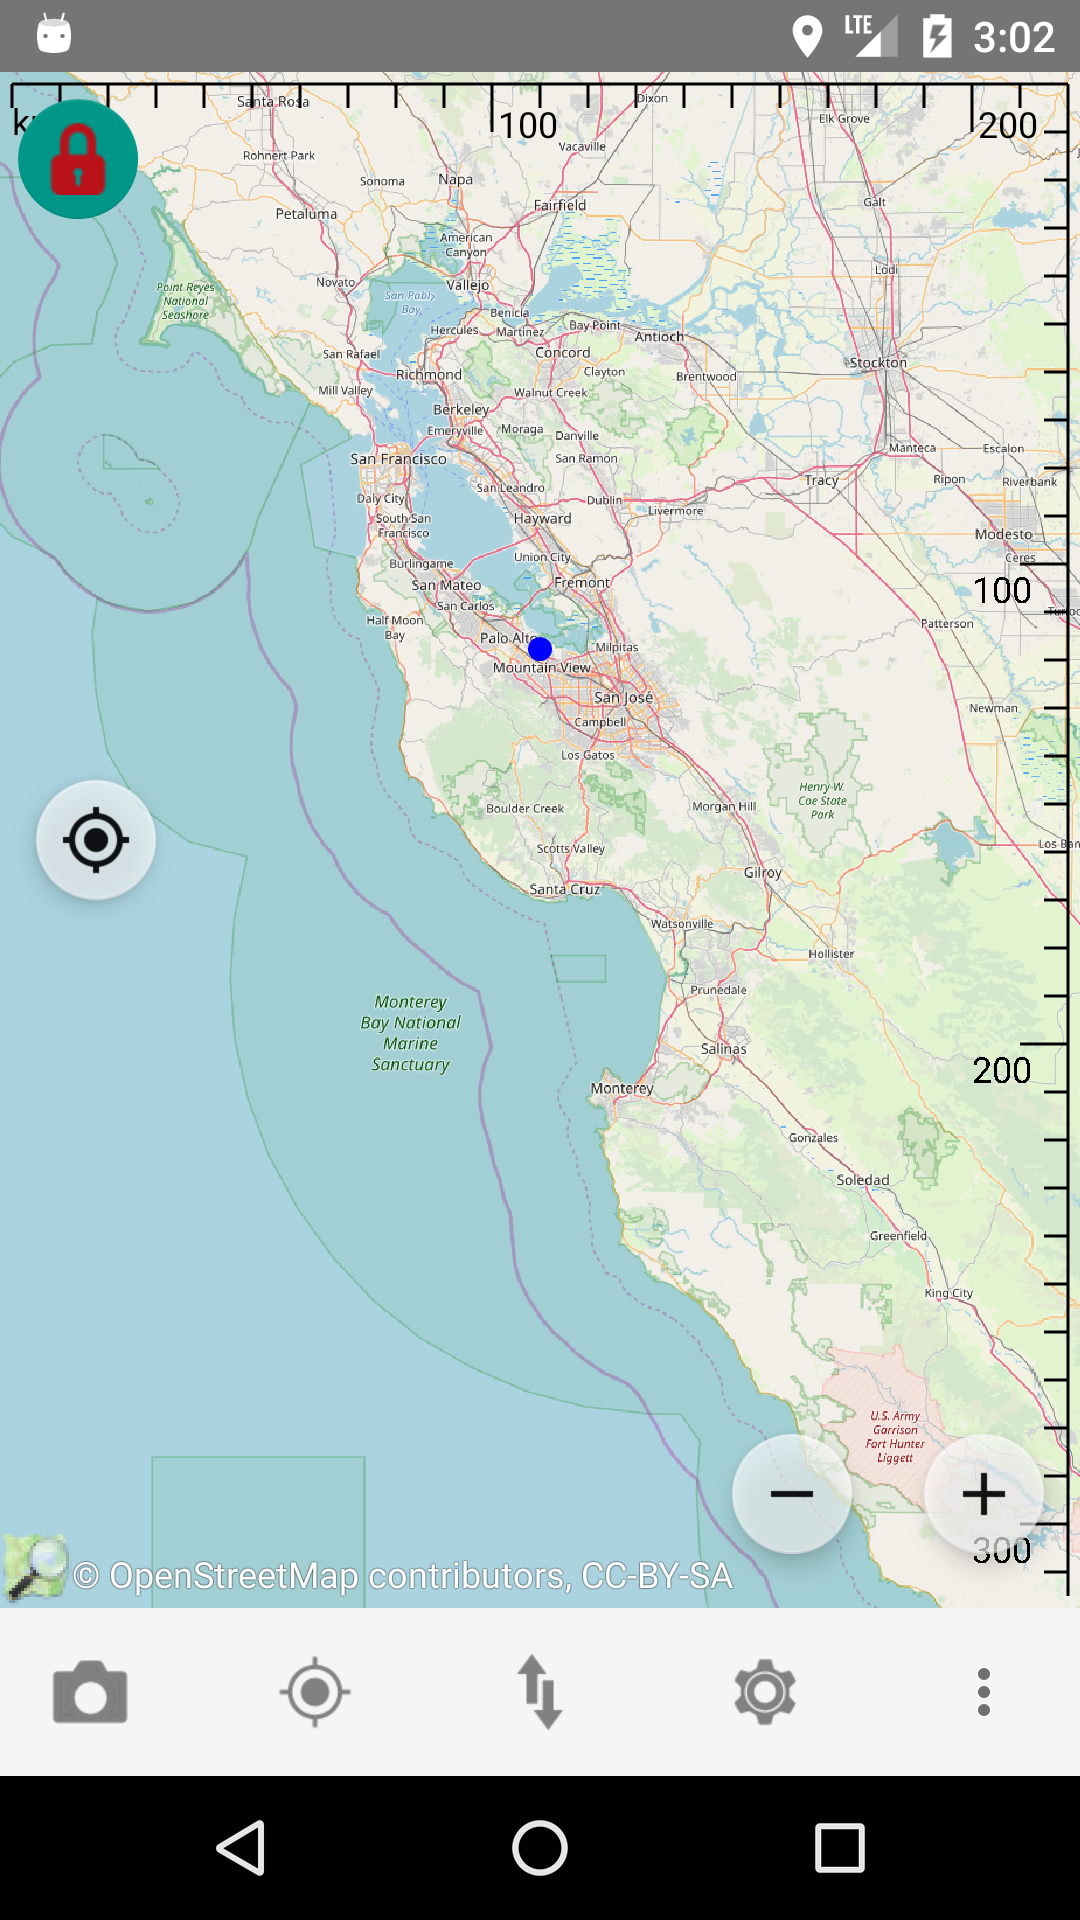 LTE 3:02
100
200
Santa Rosa
Dixon
Elk Grove
Rohnert Park
Vacaville
Sonoma
Napa
Petaluma
Fairfield
Galt
American
Canyon
Lodi
Novato
Vallejo
Point Reyes
National
Seashore
San Pablo
Bay
Benicia
Hercules
Martinez
Bay Point
Antioch
San Rafael
Concord
Stockton
Richmond
Clayton
Brentwood
Mill Valley
Walnut Creek
Berkeley
Emeryville
Moraga
Danville
Manteca
Escalon
San Francisco
San Ramon
Tracy
Ripon
Riverbank
Daly City
San Leandro
Dublin
Livermore
South San
Francisco
Hayward
Modesto
Ceres
Union City
Burlingame
San Mateo
Fremont
100
San Carlos
Half Moon
Bay
Patterson
Palo Alto
Milpitas
Mountain View
San José
Newman
Campbell
Los Gatos
Henry W.
Coe State
Park
Boulder Creek
Morgan Hill
Scotts Valley
Los Ban
Gilroy
Santa Cruz
Watsonville
Hollister
Prunedale
Monterey
Bay National
Marine
Sanctuary
Salinas
200
Monterey
Gonzales
Soledad
Greenfield
King City
U.S. Army
Garrison
Fort Hunter
Liggett
300
© OpenStreetMap contributors, CC-BY-SA